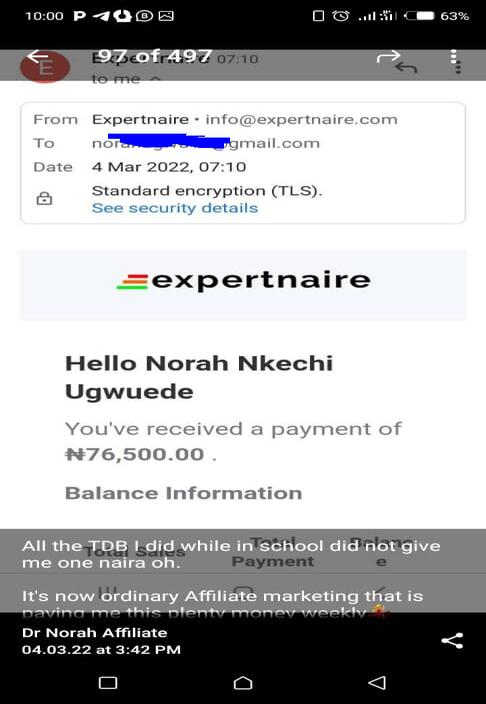 10:00
63%
97 of 497
Expertnaire 07:10
E
to me
From Expertnaire • info@expertnaire.com
To gmail.com
Date 4 Mar 2022, 07:10
Standard encryption (TLS).
See security details
expertnaire
Hello Norah Nkechi
Ugwuede
You've received a payment of
₦76,500.00 .
Balance Information
Total Sales Total Payment Balance
All the TDB I did while in school did not give
me one naira oh.
It's now ordinary Affiliate marketing that is
paying me this plenty money weekly
Dr Norah Affiliate
04.03.22 at 3:42 PM